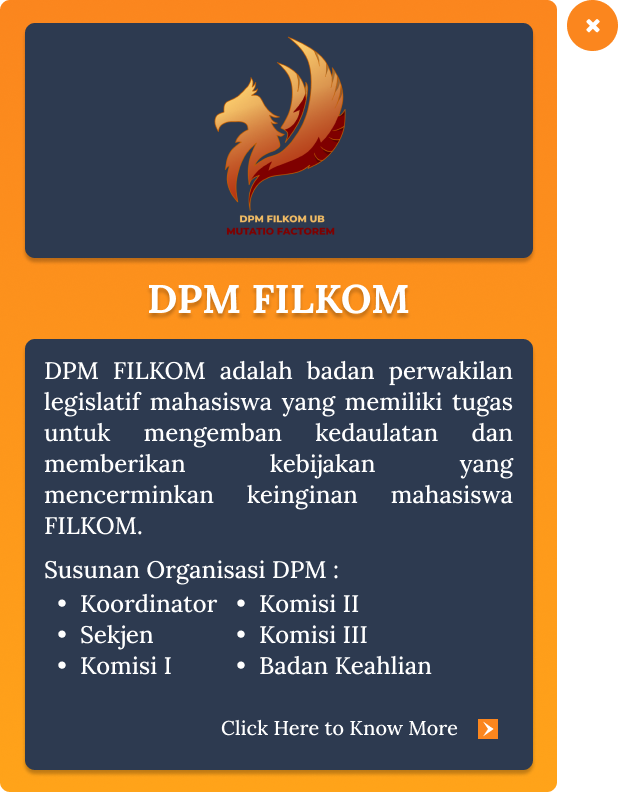 DPM FILKOM UB
MUTATIO FACTOREM
DPM FILKOM
DPM FILKOM adalah badan perwakilan
legislatif mahasiswa yang memiliki tugas
untuk mengemban kedaulatan dan
memberikan kebijakan yang
mencerminkan keinginan mahasiswa
FILKOM.
Susunan Organisasi DPM :
• Koordinator • Komisi II
• Sekjen • Komisi III
• Komisi I • Badan Keahlian
Click Here to Know More